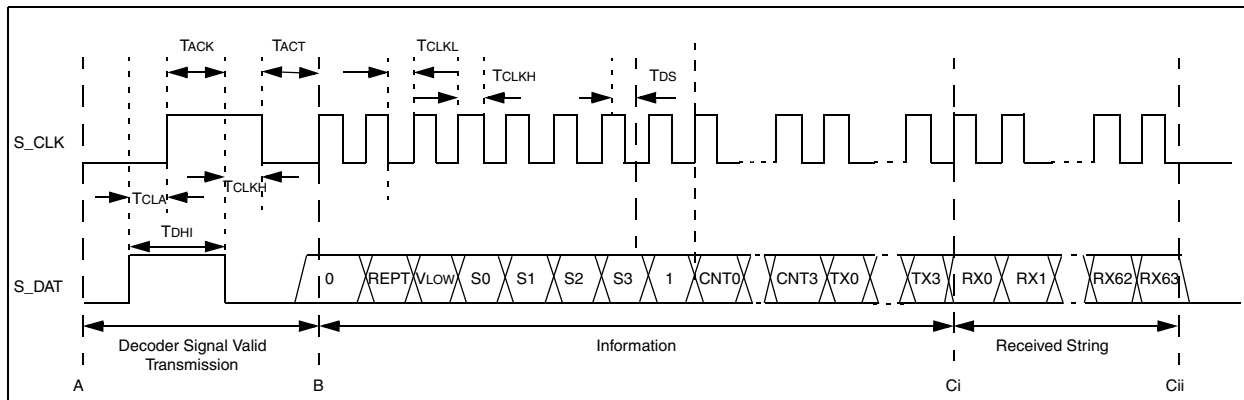 TACK TACT TCLKL
TCLKH TDS
S_CLK
TCLA TCLKH
TDHI
S_DAT 0 REPT VLOW S0 S1 S2 S3 1 CNT0 CNT3 TX0 TX3 RX0 RX1 RX62 RX63
Decoder Signal Valid Information Received String
Transmission
A B Ci Cii